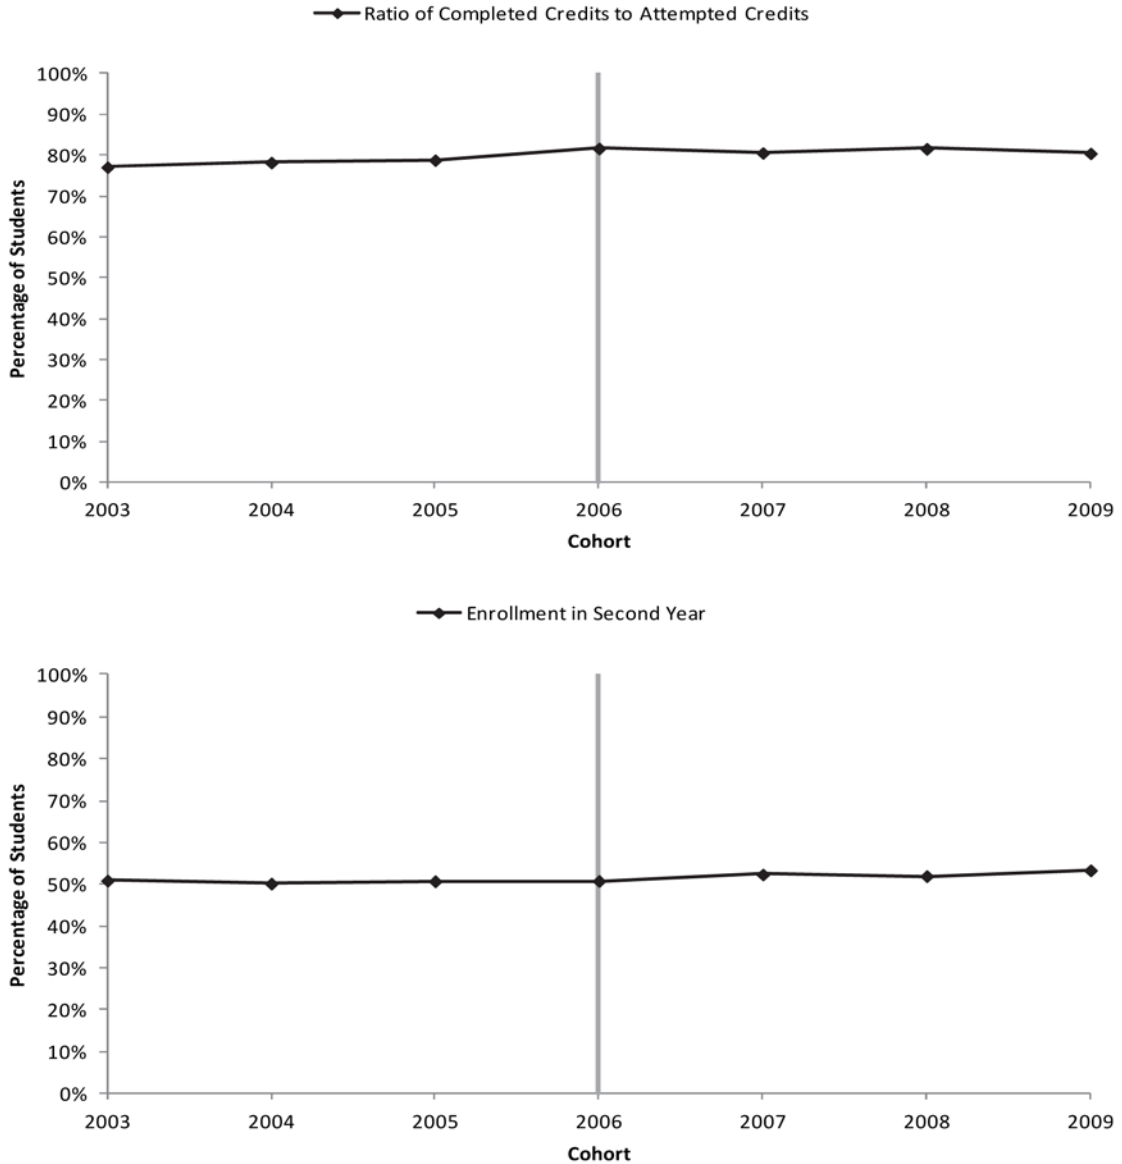 Ratio of Completed Credits to Attempted Credits
100%
90%
80%
70%
60%
50%
40%
30%
20%
10%
0%
Percentage of Students
2003 2004 2005 2006 2007 2008 2009
Cohort
Enrollment in Second Year
100%
90%
80%
70%
60%
50%
40%
30%
20%
10%
0%
Percentage of Students
2003 2004 2005 2006 2007 2008 2009
Cohort